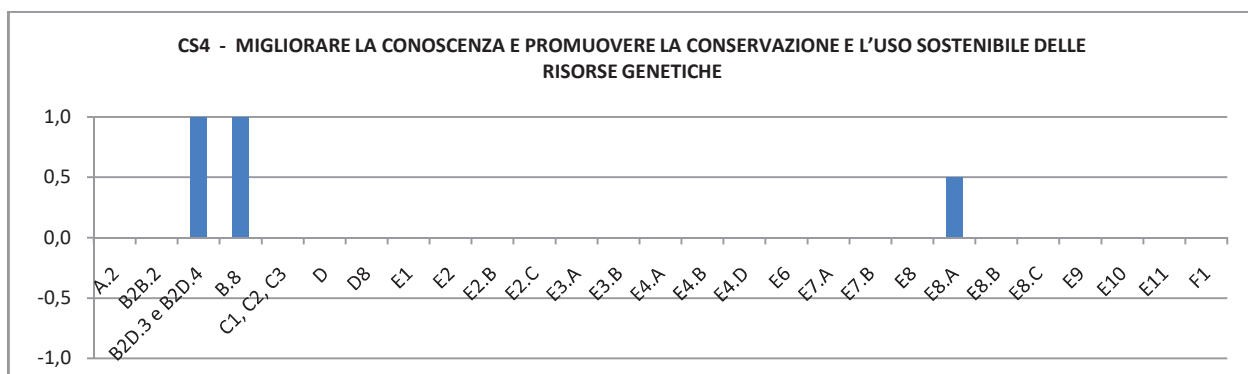 CS4 - MIGLIORARE LA CONOSCENZA E PROMUOVERE LA CONSERVAZIONE E L’USO SOSTENIBILE DELLE
RISORSE GENETICHE
1,0
0,5
0,0
-0,5
-1,0
A.2
B2B.2
B2D.3 e B2D.4
B.8
C1, C2, C3
D
D8
E1
E2
E2.B
E2.C
E3.A
E3.B
E4.A
E4.B
E4.D
E6
E7.A
E7.B
E8
E8.A
E8.B
E8.C
E9
E10
E11
F1